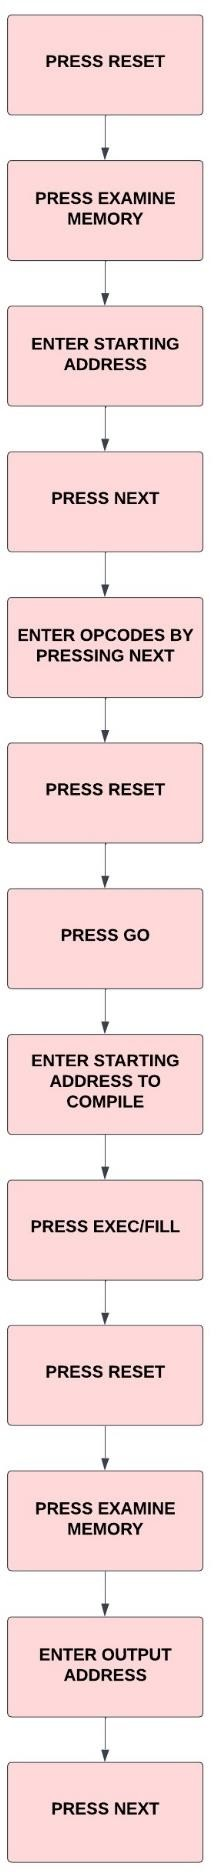 PRESS RESET
PRESS EXAMINE
MEMORY
ENTER STARTING
ADDRESS
PRESS NEXT
ENTER OPCODES BY
PRESSING NEXT
PRESS RESET
PRESS GO
ENTER STARTING
ADDRESS TO
COMPILE
PRESS EXEC/FILL
PRESS RESET
PRESS EXAMINE
MEMORY
ENTER OUTPUT
ADDRESS
PRESS NEXT